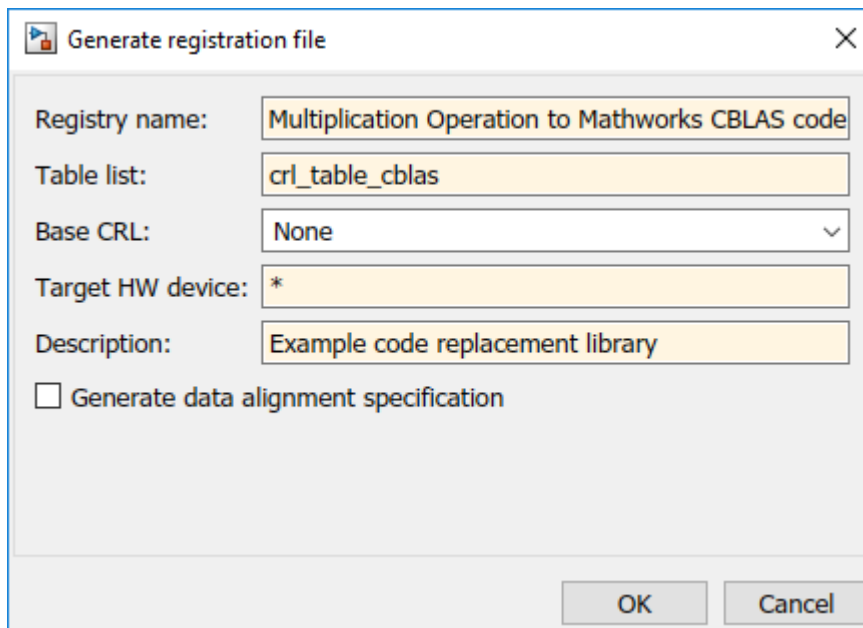 Generate registration file
Registry name: Multiplication Operation to Mathworks CBLAS code
Table list: crl_table_cblas
Base CRL: None
Target HW device: *
Description: Example code replacement library
Generate data alignment specification
OK Cancel